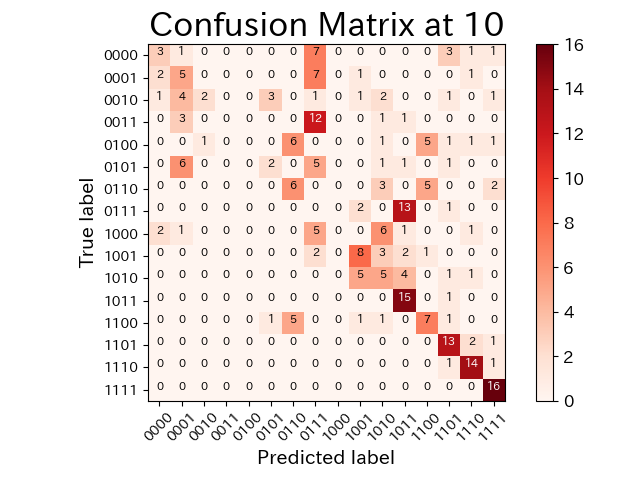 Confusion Matrix at 10
True label
0000 3 1 0 0 0 0 0 7 0 0 0 0 0 3 1 1
0001 2 5 0 0 0 0 0 7 0 1 0 0 0 0 1 0
0010 1 4 2 0 0 3 0 1 0 1 2 0 0 1 0 1
0011 0 3 0 0 0 0 0 12 0 0 1 1 0 0 0 0
0100 0 0 1 0 0 0 6 0 0 0 1 0 5 1 1 1
0101 0 6 0 0 0 2 0 5 0 0 1 1 0 1 0 0
0110 0 0 0 0 0 0 6 0 0 0 3 0 5 0 0 2
0111 0 0 0 0 0 0 0 0 0 2 0 13 0 1 0 0
1000 2 1 0 0 0 0 0 5 0 0 6 1 0 0 1 0
1001 0 0 0 0 0 0 0 2 0 8 3 2 1 0 0 0
1010 0 0 0 0 0 0 0 0 0 5 5 4 0 1 1 0
1011 0 0 0 0 0 0 0 0 0 0 0 15 0 1 0 0
1100 0 0 0 0 0 1 5 0 0 1 1 0 7 1 0 0
1101 0 0 0 0 0 0 0 0 0 0 0 0 0 13 2 1
1110 0 0 0 0 0 0 0 0 0 0 0 0 0 1 14 1
1111 0 0 0 0 0 0 0 0 0 0 0 0 0 0 0 16
0000 0001 0010 0011 0100 0101 0110 0111 1000 1001 1010 1011 1100 1101 1110 1111
Predicted label
16
14
12
10
8
6
4
2
0